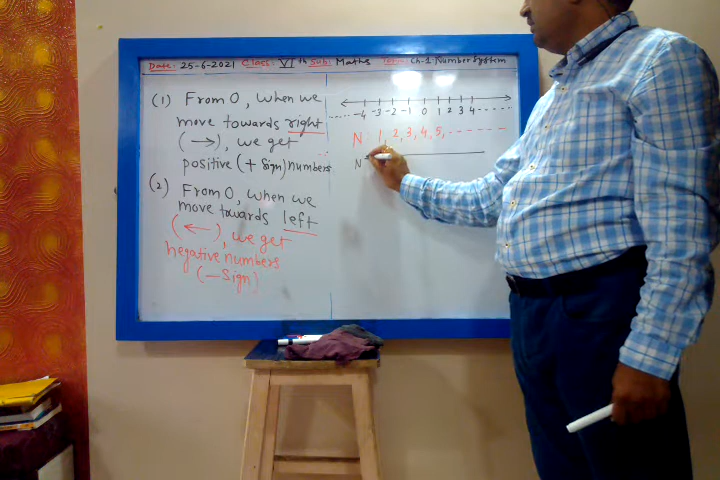 Date: 25-6-2021 Class: VIth Sub: Maths Topic: Ch-1 Number System
(1) From 0, when we
move towards right
(→), we get
positive (+ Sign) numbers
(2) From 0, when we
move towards left
(←), we get
negative numbers
(− Sign)
-4 -3 -2 -1 0 1 2 3 4
N 1, 2, 3, 4, 5,
N